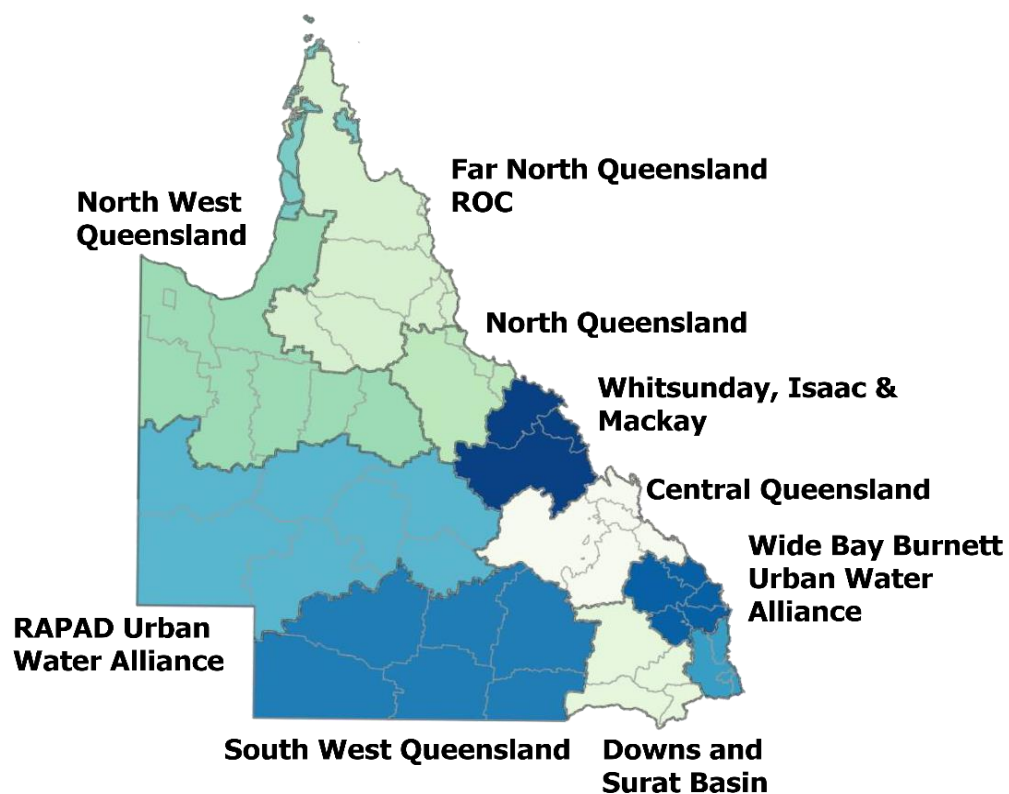 Far North Queensland
ROC
North West
Queensland
North Queensland
Whitsunday, Isaac &
Mackay
Central Queensland
Wide Bay Burnett
Urban Water
Alliance
RAPAD Urban
Water Alliance
South West Queensland
Downs and
Surat Basin